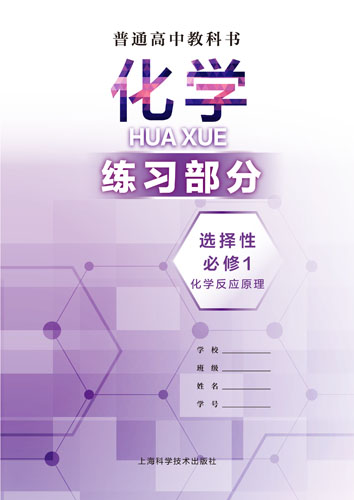 普通高中教科书
化学
HUA XUE
练习部分
选择性
必修1
化学反应原理
学校
班级
姓名
学号
上海科学技术出版社